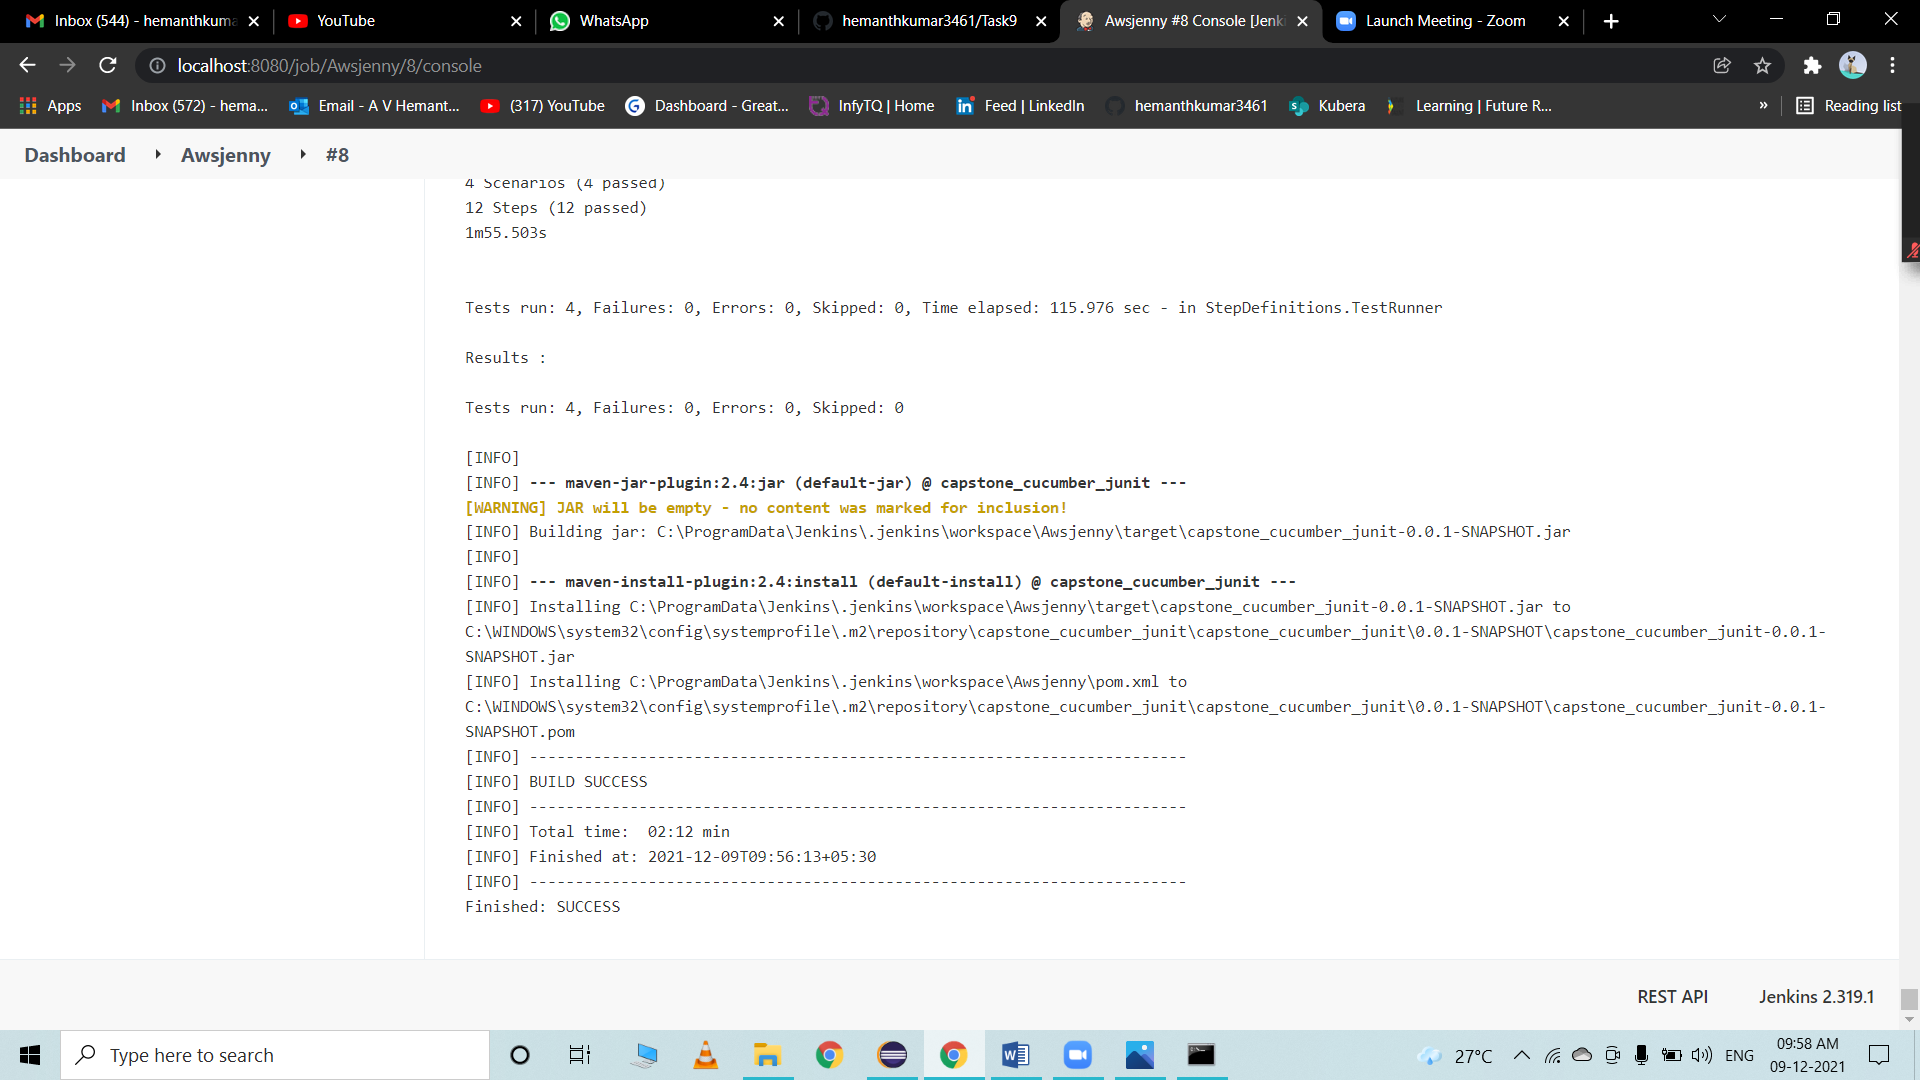 Inbox (544) - hemanthkuma
YouTube
WhatsApp
hemanthkumar3461/Task9
Awsjenny #8 Console [Jenki
Launch Meeting - Zoom
localhost:8080/job/Awsjenny/8/console
Apps
Inbox (572) - hema...
Email - A V Hemant...
(317) YouTube
Dashboard - Great...
InfyTQ | Home
Feed | LinkedIn
hemanthkumar3461
Kubera
Learning | Future R...
»
Reading list
Dashboard
Awsjenny
#8
4 Scenarios (4 passed)
12 Steps (12 passed)
1m55.503s
Tests run: 4, Failures: 0, Errors: 0, Skipped: 0, Time elapsed: 115.976 sec - in StepDefinitions.TestRunner
Results :
Tests run: 4, Failures: 0, Errors: 0, Skipped: 0
[INFO]
[INFO] --- maven-jar-plugin:2.4:jar (default-jar) @ capstone_cucumber_junit ---
[WARNING] JAR will be empty - no content was marked for inclusion!
[INFO] Building jar: C:\ProgramData\Jenkins\.jenkins\workspace\Awsjenny\target\capstone_cucumber_junit-0.0.1-SNAPSHOT.jar
[INFO]
[INFO] --- maven-install-plugin:2.4:install (default-install) @ capstone_cucumber_junit ---
[INFO] Installing C:\ProgramData\Jenkins\.jenkins\workspace\Awsjenny\target\capstone_cucumber_junit-0.0.1-SNAPSHOT.jar to
C:\WINDOWS\system32\config\systemprofile\.m2\repository\capstone_cucumber_junit\capstone_cucumber_junit\0.0.1-SNAPSHOT\capstone_cucumber_junit-0.0.1-
SNAPSHOT.jar
[INFO] Installing C:\ProgramData\Jenkins\.jenkins\workspace\Awsjenny\pom.xml to
C:\WINDOWS\system32\config\systemprofile\.m2\repository\capstone_cucumber_junit\capstone_cucumber_junit\0.0.1-SNAPSHOT\capstone_cucumber_junit-0.0.1-
SNAPSHOT.pom
[INFO] ------------------------------------------------------------------------
[INFO] BUILD SUCCESS
[INFO] ------------------------------------------------------------------------
[INFO] Total time:  02:12 min
[INFO] Finished at: 2021-12-09T09:56:13+05:30
[INFO] ------------------------------------------------------------------------
Finished: SUCCESS
REST API
Jenkins 2.319.1
Type here to search
27°C
ENG
09:58 AM
09-12-2021